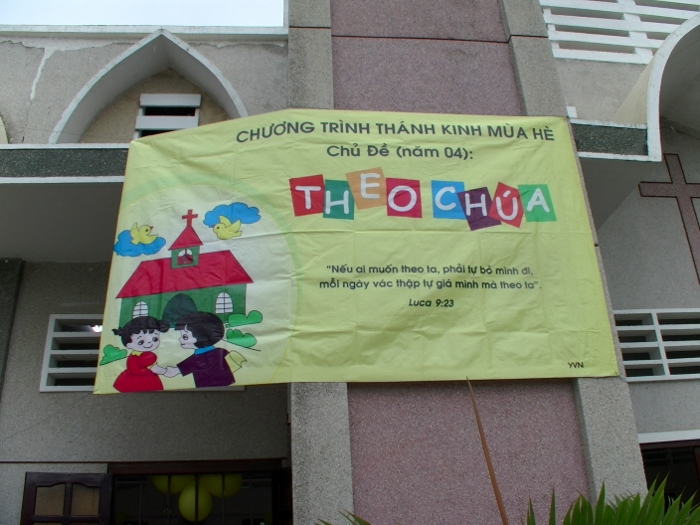 CHƯƠNG TRÌNH THÁNH KINH MÙA HÈ
Chủ Đề (năm 04):
THEO CHÚA
"Nếu ai muốn theo ta, phải tự bỏ mình đi,
mỗi ngày vác thập tự giá mình mà theo ta".
Luca 9:23
YVN